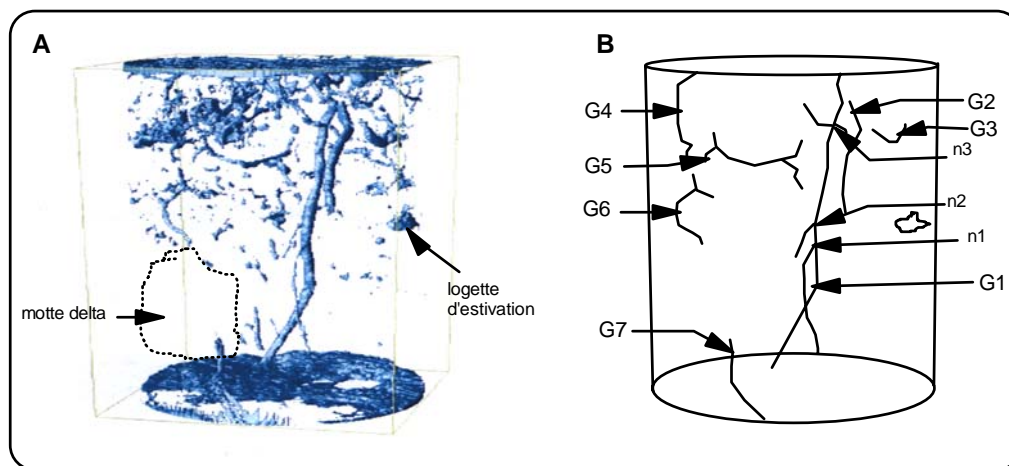 A
motte delta
logette
d'estivation
B
G4
G5
G6
G7
G2
G3
n3
n2
n1
G1